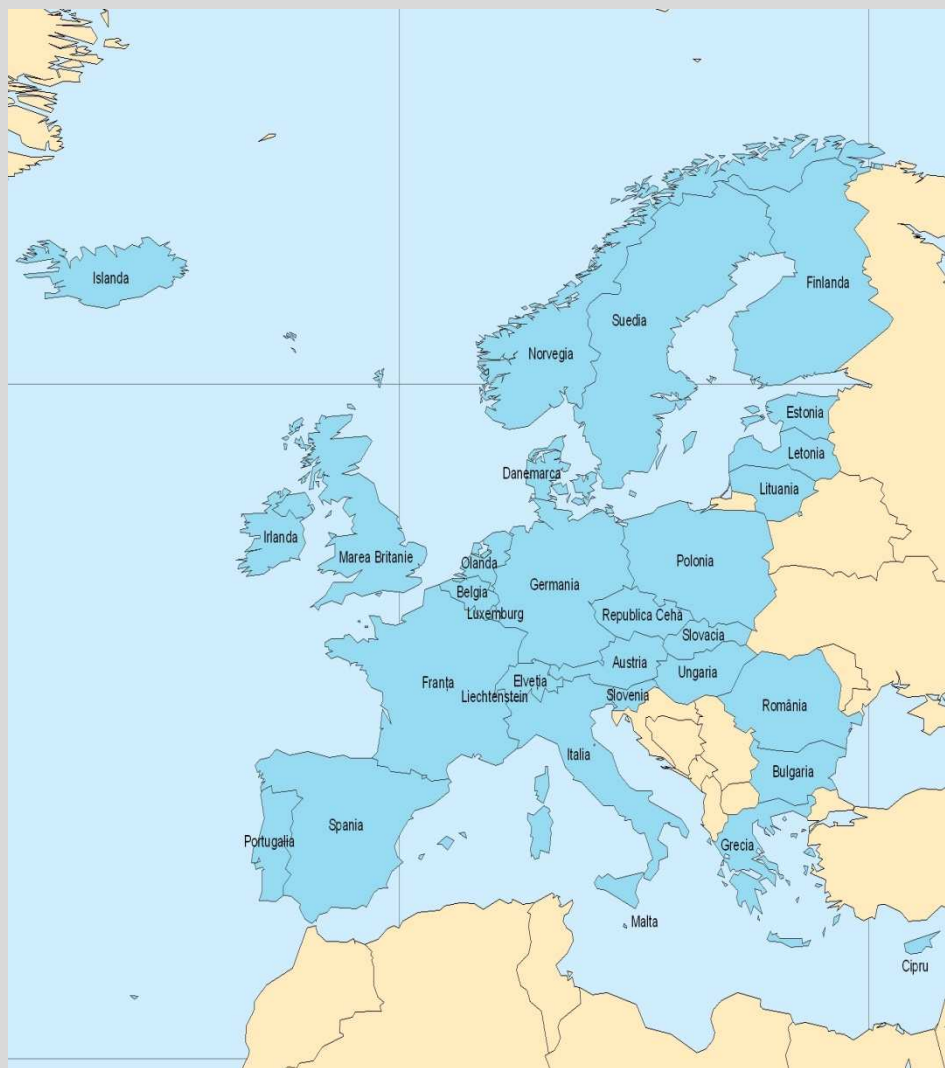 Islanda
Finlanda
Suedia
Norvegia
Estonia
Letonia
Danemarca
Lituania
Irlanda
Marea Britanie
Olanda
Polonia
Germania
Belgia
Luxemburg
Republica Cehă
Slovacia
Austria
Ungaria
Franța
Elveția
Liechtenstein
Slovenia
România
Italia
Bulgaria
Spania
Portugalia
Grecia
Malta
Cipru